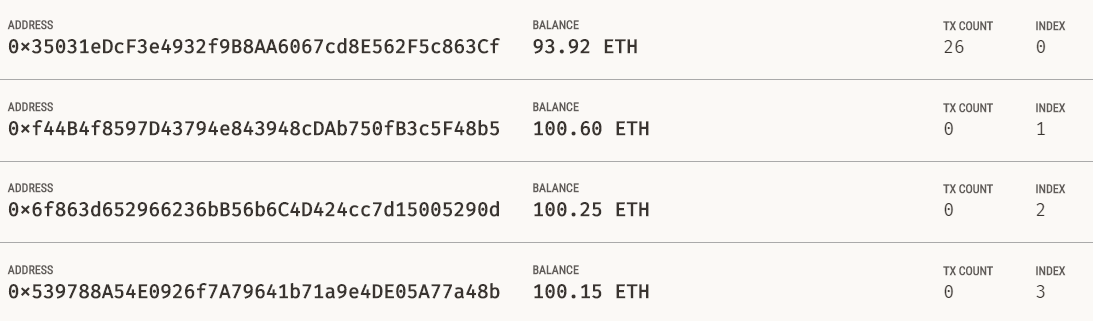 ADDRESS BALANCE TX COUNT INDEX
0x35031eDcF3e4932f9B8AA6067cd8E562F5c863Cf 93.92 ETH 26 0
ADDRESS BALANCE TX COUNT INDEX
0xf44B4f8597D43794e843948cDAb750fB3c5F48b5 100.60 ETH 0 1
ADDRESS BALANCE TX COUNT INDEX
0x6f863d652966236bB56b6C4D424cc7d15005290d 100.25 ETH 0 2
ADDRESS BALANCE TX COUNT INDEX
0x539788A54E0926f7A79641b71a9e4DE05A77a48b 100.15 ETH 0 3